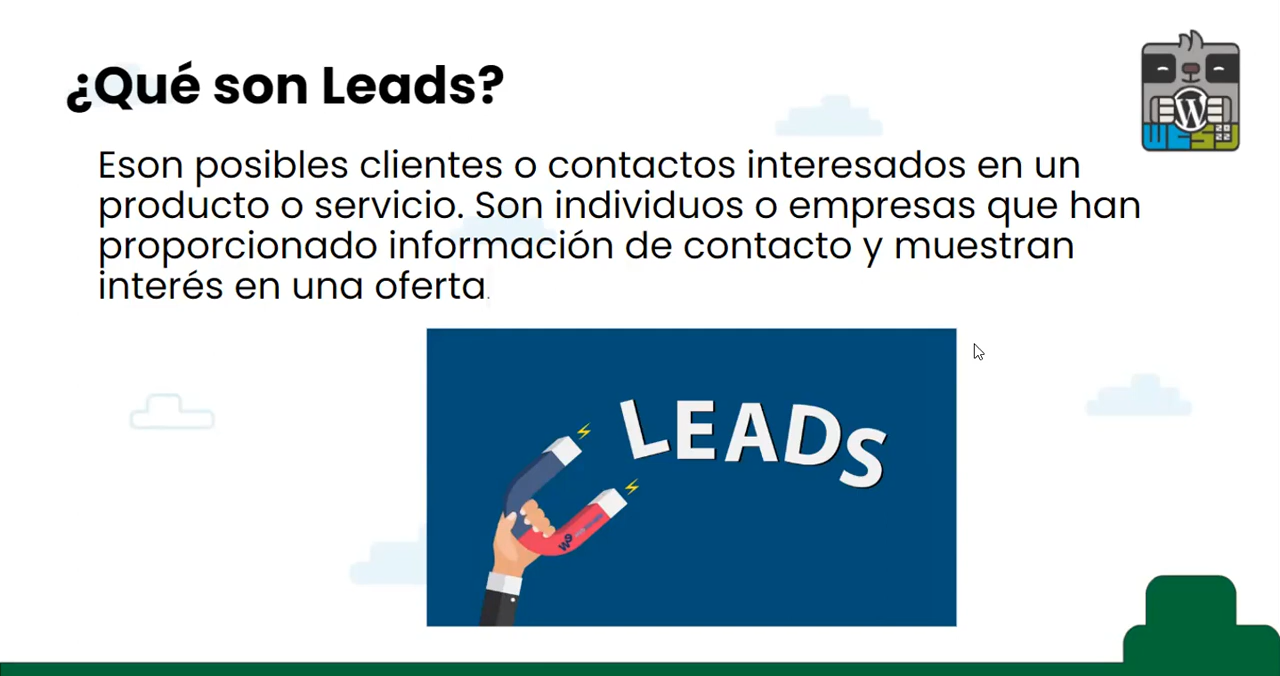 ¿Qué son Leads?
Eson posibles clientes o contactos interesados en un
producto o servicio. Son individuos o empresas que han
proporcionado información de contacto y muestran
interés en una oferta.
LEADS